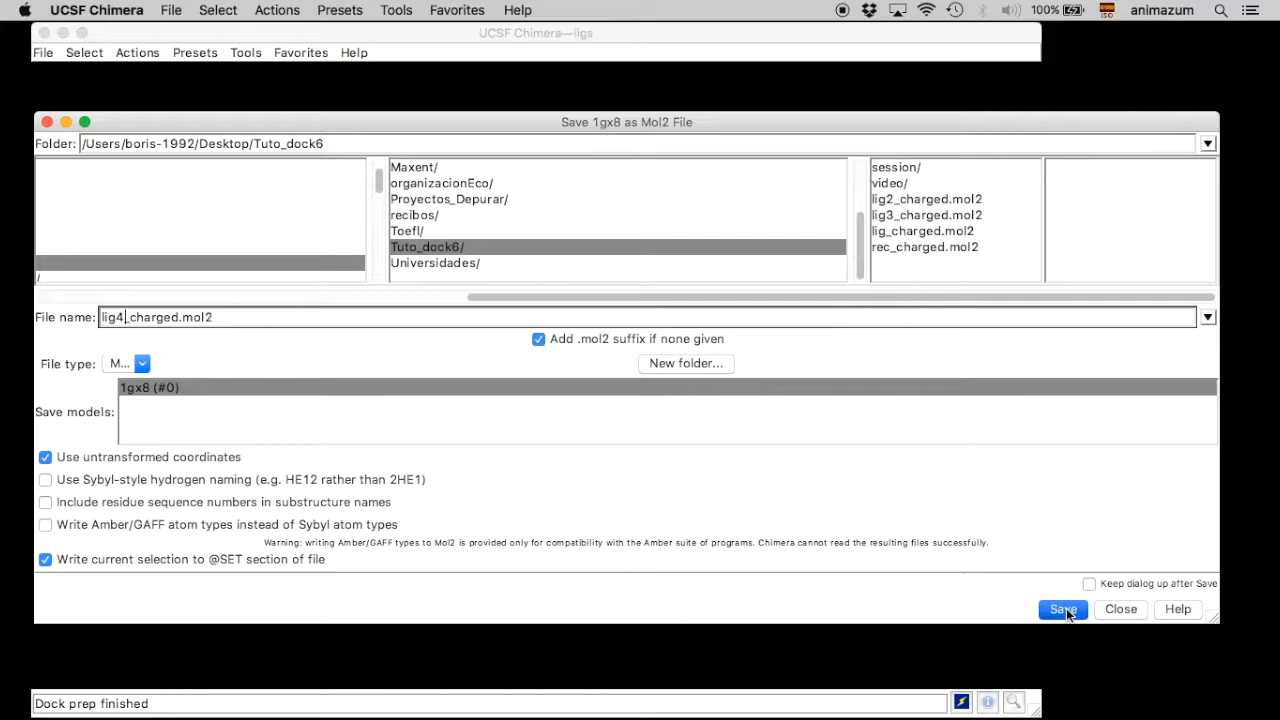 UCSF Chimera File Select Actions Presets Tools Favorites Help 100% ISO animazum
UCSF Chimera—ligs
File Select Actions Presets Tools Favorites Help
Save 1gx8 as Mol2 File
Folder: /Users/boris-1992/Desktop/Tuto_dock6
Maxent/
organizacionEco/
Proyectos_Depurar/
recibos/
Toefl/
Tuto_dock6/
Universidades/
/
session/
video/
lig2_charged.mol2
lig3_charged.mol2
lig_charged.mol2
rec_charged.mol2
File name: lig4_charged.mol2
Add .mol2 suffix if none given
File type: M... New folder...
Save models: 1gx8 (#0)
Use untransformed coordinates
Use Sybyl-style hydrogen naming (e.g. HE12 rather than 2HE1)
Include residue sequence numbers in substructure names
Write Amber/GAFF atom types instead of Sybyl atom types
Warning: writing Amber/GAFF types to Mol2 is provided only for compatibility with the Amber suite of programs. Chimera cannot read the resulting files successfully.
Write current selection to @SET section of file
Keep dialog up after Save
Save Close Help
Dock prep finished